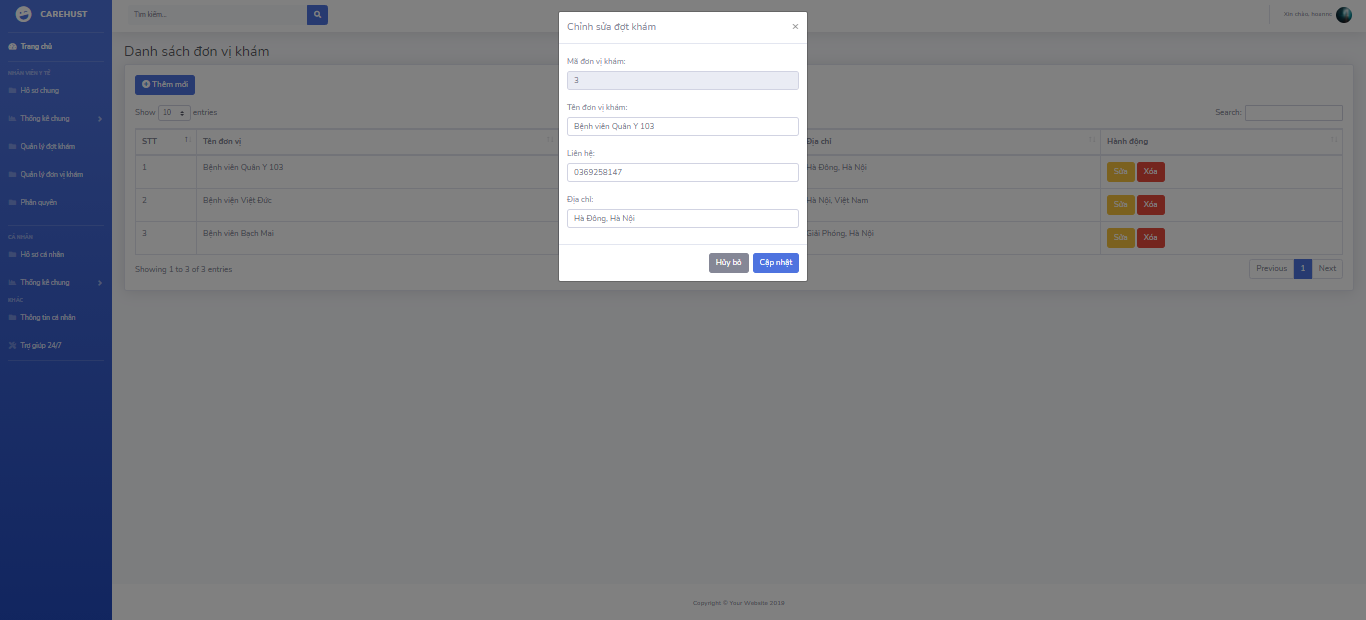 CAREHUST
Tìm kiếm...
Xin chào, hoannc
Trang chủ
NHÂN VIÊN Y TẾ
Hồ sơ chung
Thống kê chung
Quản lý đợt khám
Quản lý đơn vị khám
Phân quyền
CÁ NHÂN
Hồ sơ cá nhân
Thống kê chung
KHÁC
Thông tin cá nhân
Trợ giúp 24/7
Danh sách đơn vị khám
Thêm mới
Show 10 entries
Search:
STT Tên đơn vị Địa chỉ Hành động
1 Bệnh viện Quân Y 103 Hà Đông, Hà Nội Sửa Xóa
2 Bệnh viện Việt Đức Hà Nội, Việt Nam Sửa Xóa
3 Bệnh viện Bạch Mai Giải Phóng, Hà Nội Sửa Xóa
Showing 1 to 3 of 3 entries
Previous 1 Next
Chỉnh sửa đợt khám ×
Mã đơn vị khám:
3
Tên đơn vị khám:
Bệnh viện Quân Y 103
Liên hệ:
0369258147
Địa chỉ:
Hà Đông, Hà Nội
Hủy bỏ Cập nhật
Copyright © Your Website 2019